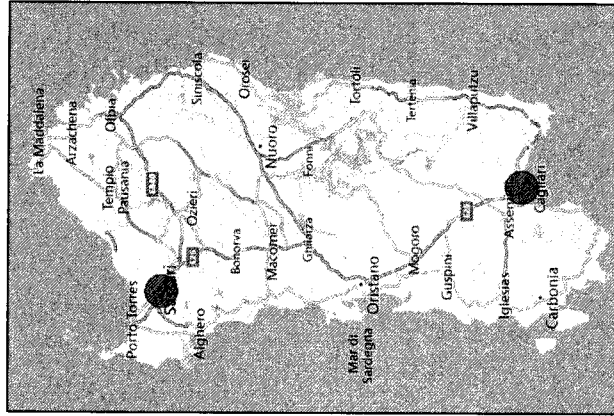 La Maddalena
Arzachena
Olbia
Tempio
Pausania
Porto Torres
Alghero
Ozieri
Siniscola
Orosei
Bonorva
Macomer
Nuoro
Ghilarza
Fonni
Tortolì
Oristano
Mar di
Sardegna
Tertenia
Mogoro
Guspini
Villaputzu
Assemi
Cagliari
Iglesias
Carbonia